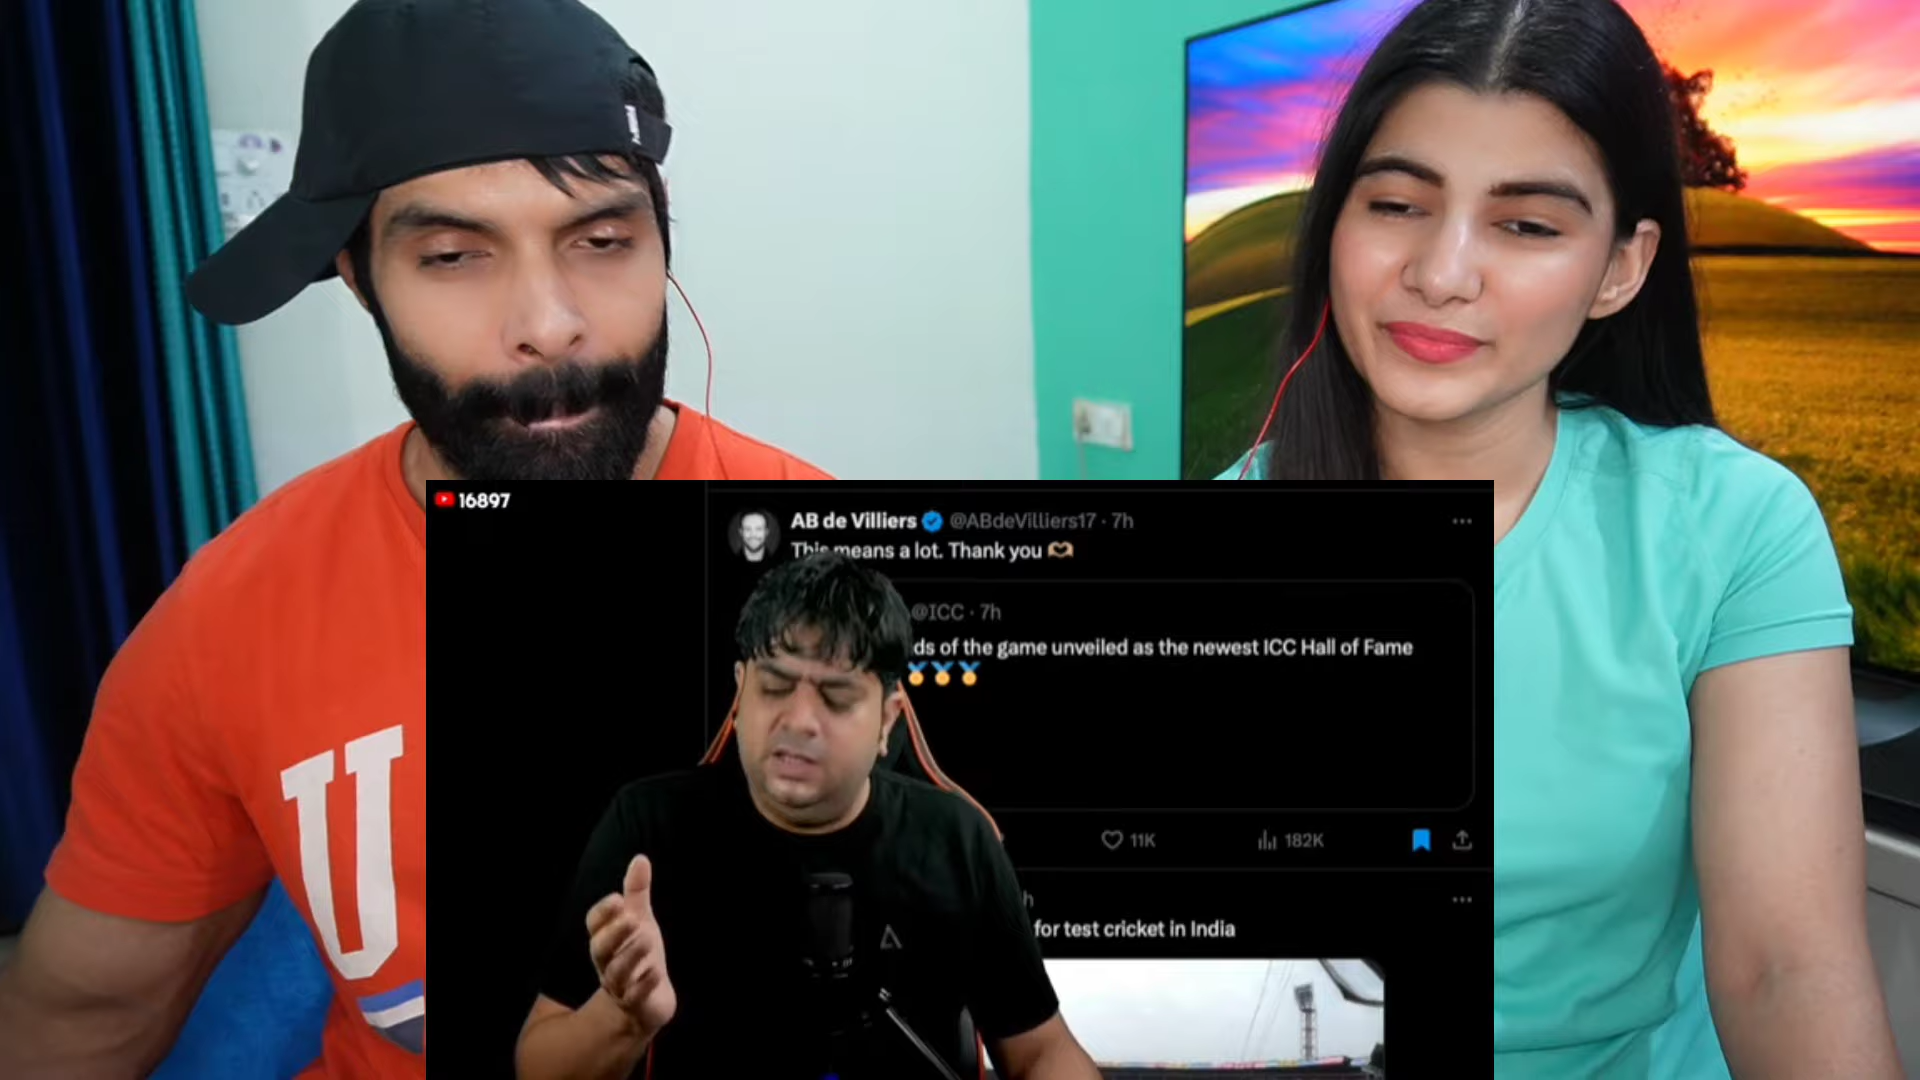 U
16897
AB de Villiers @ABdeVilliers17 · 7h
This means a lot. Thank you 🫶🏼
@ICC · 7h
of the game unveiled as the newest ICC Hall of Fame
🏅🏅🏅
11K 182K
for test cricket in India